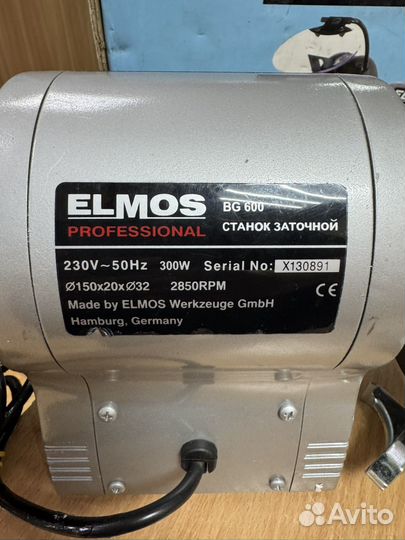 ELMOS BG 600
PROFESSIONAL СТАНОК ЗАТОЧНОЙ
230V~50Hz 300W Serial No: X130891
Ø150x20xØ32 2850RPM
Made by ELMOS Werkzeuge GmbH
Hamburg, Germany CE
Avito